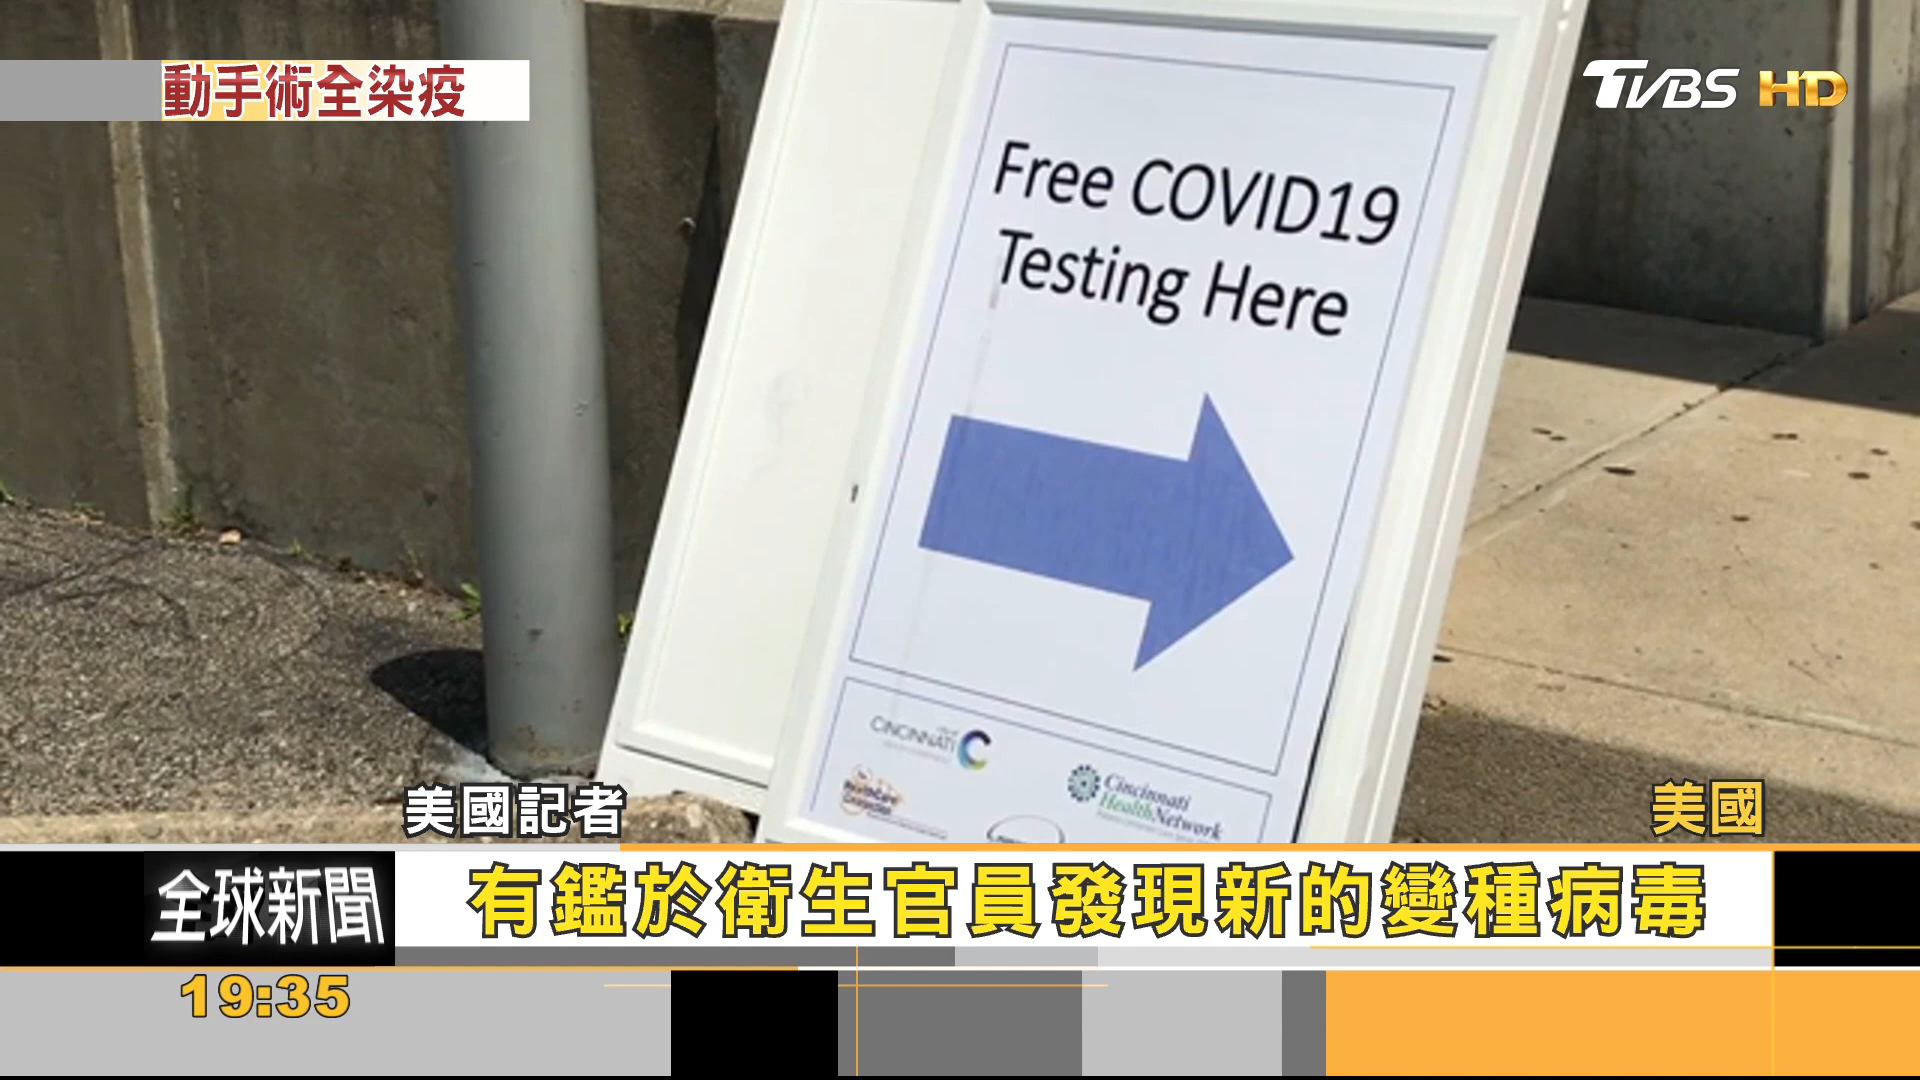 動手術全染疫
TVBS HD
Free COVID19
Testing Here
CINCINNATI
Cincinnati
HealthNetwork
美國記者
美國
全球新聞
有鑑於衛生官員發現新的變種病毒
19:35